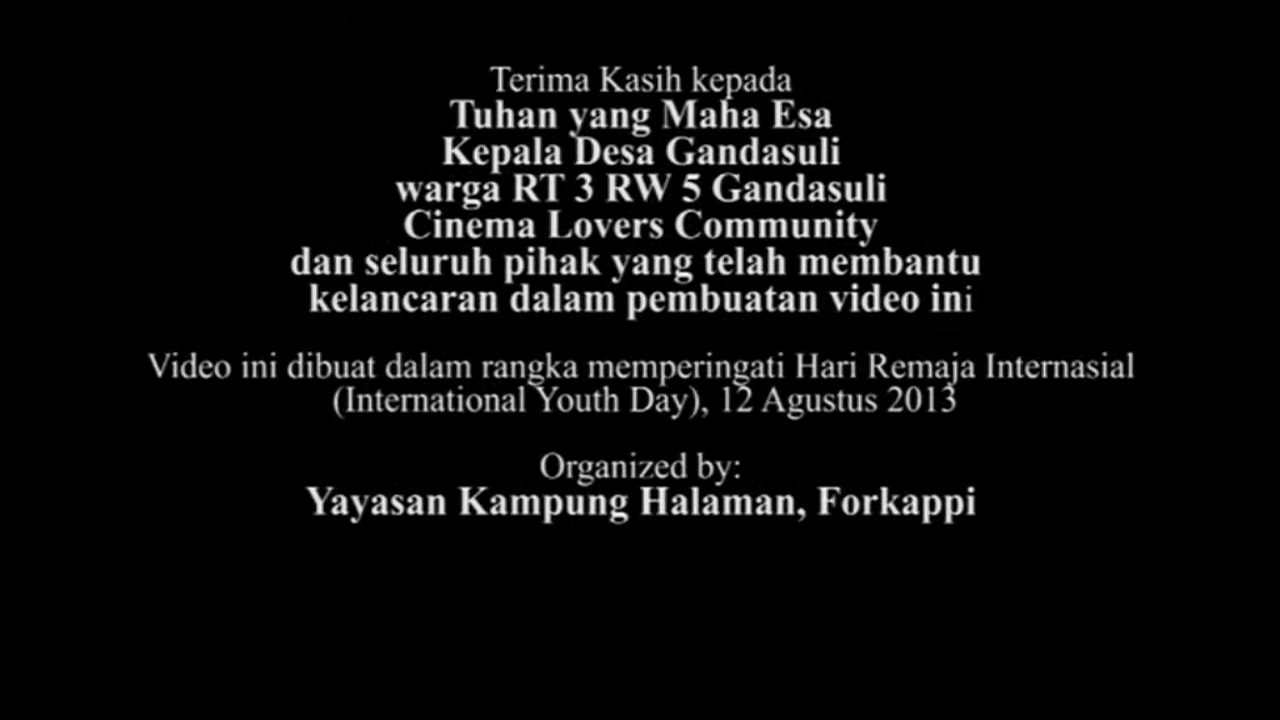 Terima Kasih kepada
Tuhan yang Maha Esa
Kepala Desa Gandasuli
warga RT 3 RW 5 Gandasuli
Cinema Lovers Community
dan seluruh pihak yang telah membantu
kelancaran dalam pembuatan video ini
Video ini dibuat dalam rangka memperingati Hari Remaja Internasial
(International Youth Day), 12 Agustus 2013
Organized by:
Yayasan Kampung Halaman, Forkappi